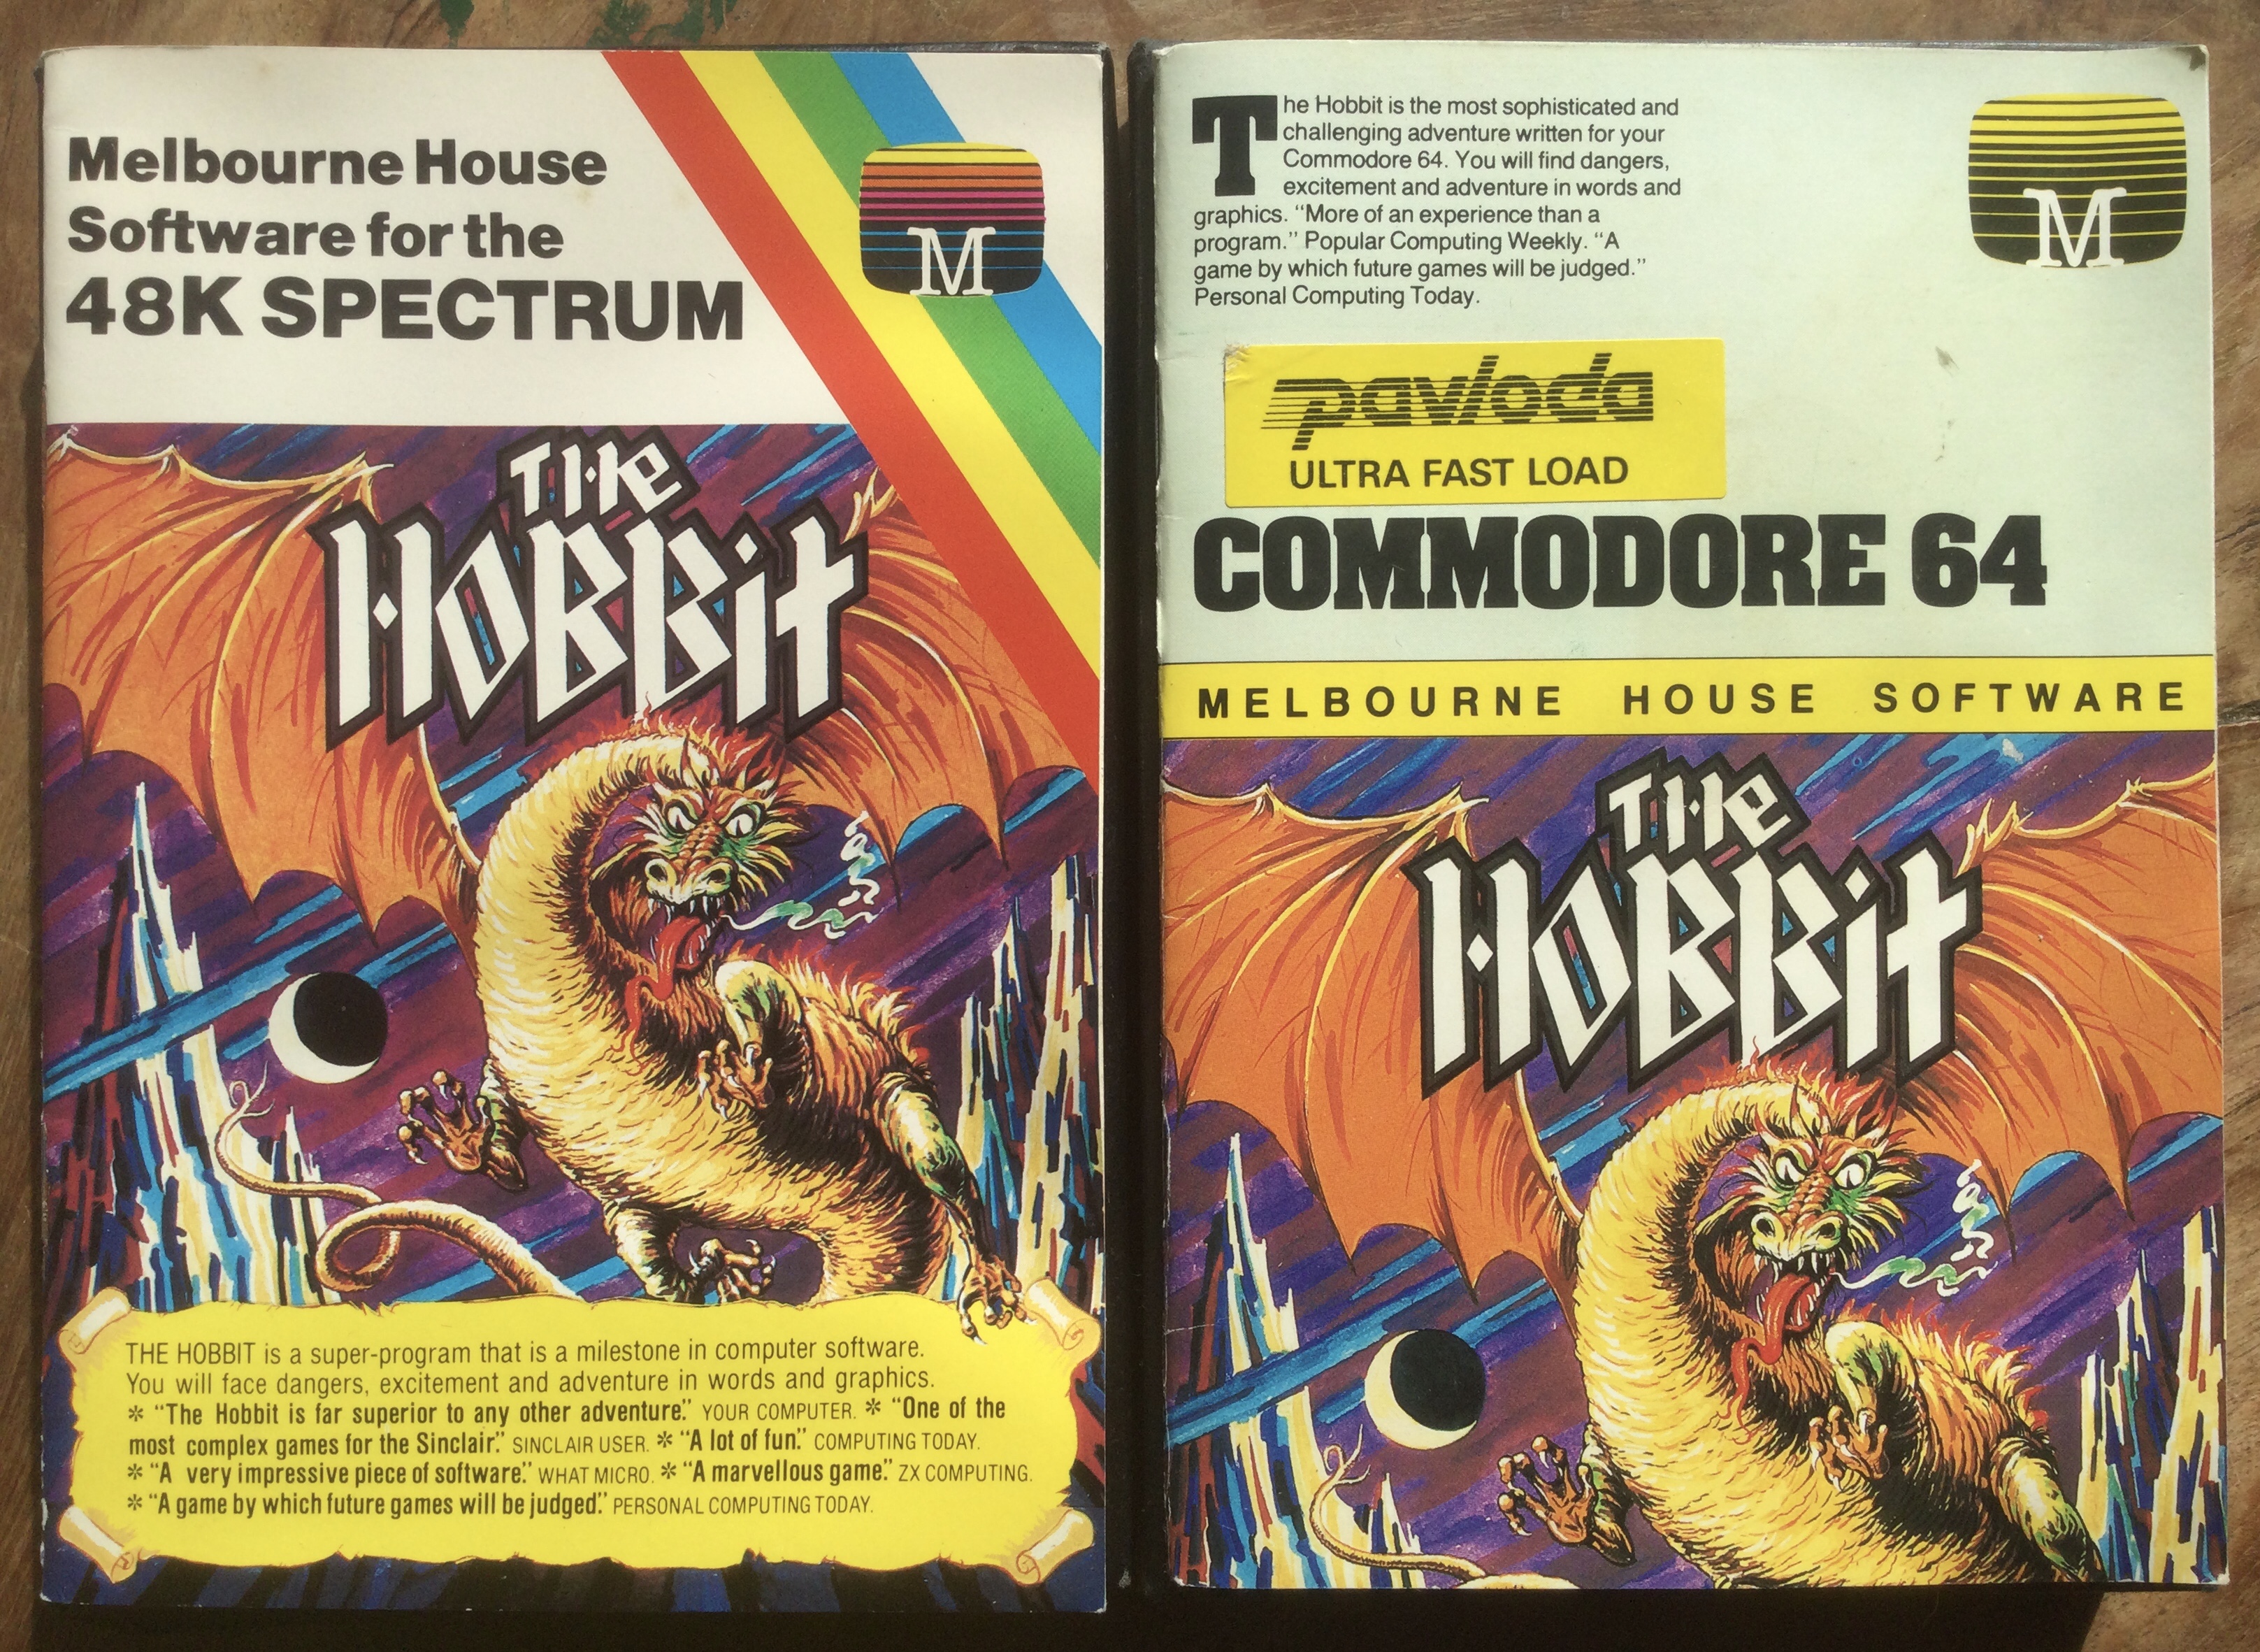 Melbourne House
Software for the
48K SPECTRUM
M
THE
HOBBIT
THE HOBBIT is a super-program that is a milestone in computer software.
You will face dangers, excitement and adventure in words and graphics.
* "The Hobbit is far superior to any other adventure." YOUR COMPUTER. * "One of the
most complex games for the Sinclair." SINCLAIR USER. * "A lot of fun." COMPUTING TODAY.
* "A very impressive piece of software." WHAT MICRO. * "A marvellous game." ZX COMPUTING.
* "A game by which future games will be judged." PERSONAL COMPUTING TODAY.
The Hobbit is the most sophisticated and
challenging adventure written for your
Commodore 64. You will find dangers,
excitement and adventure in words and
graphics. "More of an experience than a
program." Popular Computing Weekly. "A
game by which future games will be judged."
Personal Computing Today.
M
pavloda
ULTRA FAST LOAD
COMMODORE 64
MELBOURNE HOUSE SOFTWARE
THE
HOBBIT